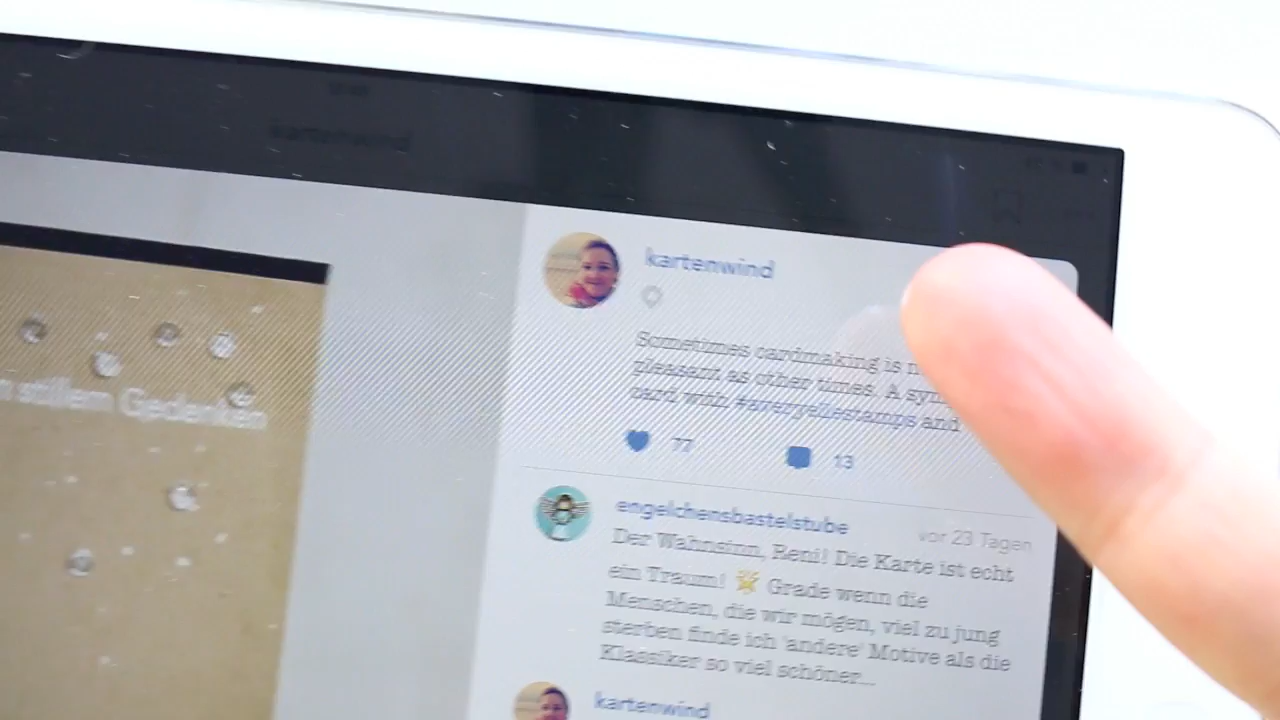 kartenwind
n stillem Gedenken
kartenwind
Sometimes cardmaking is n
pleasant as other times. A sym
card with #averyellestamps and
77 13
engelchensbastelstube vor 23 Tagen
Der Wahnsinn, Reni! Die Karte ist echt
ein Traum! 🌟 Grade wenn die
Menschen, die wir mögen, viel zu jung
sterben finde ich 'andere' Motive als die
Klassiker so viel schöner...
kartenwind